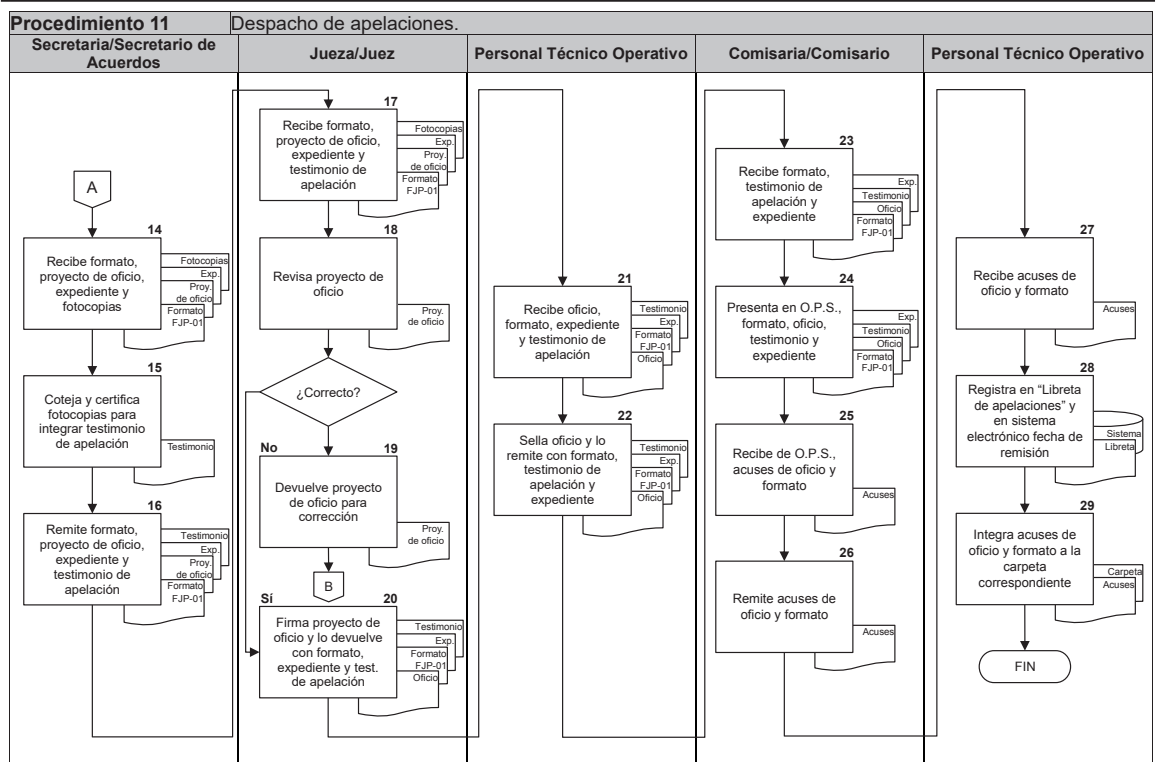 Procedimiento 11
Despacho de apelaciones.
Secretaria/Secretario de
Acuerdos
Jueza/Juez
Personal Técnico Operativo
Comisaria/Comisario
Personal Técnico Operativo
A
14
Recibe formato,
proyecto de oficio,
expediente y
fotocopias
Fotocopias
Exp.
Proy.
de oficio
Formato
FJP-01
15
Coteja y certifica
fotocopias para
integrar testimonio
de apelación
Testimonio
16
Remite formato,
proyecto de oficio,
expediente y
testimonio de
apelación
Testimonio
Exp.
Proy.
de oficio
Formato
FJP-01
17
Recibe formato,
proyecto de oficio,
expediente y
testimonio de
apelación
Fotocopias
Exp.
Proy.
de oficio
Formato
FJP-01
18
Revisa proyecto de
oficio
Proy.
de oficio
¿Correcto?
No
19
Devuelve proyecto
de oficio para
corrección
Proy.
de oficio
B
Sí
20
Firma proyecto de
oficio y lo devuelve
con formato,
expediente y test.
de apelación
Testimonio
Exp.
Formato
FJP-01
Oficio
21
Recibe oficio,
formato, expediente
y testimonio de
apelación
Testimonio
Exp.
Formato
FJP-01
Oficio
22
Sella oficio y lo
remite con formato,
testimonio de
apelación y
expediente
Testimonio
Exp.
Formato
FJP-01
Oficio
23
Recibe formato,
testimonio de
apelación y
expediente
Exp.
Testimonio
Oficio
Formato
FJP-01
24
Presenta en O.P.S.,
formato, oficio,
testimonio y
expediente
Exp.
Testimonio
Oficio
Formato
FJP-01
25
Recibe de O.P.S.,
acuses de oficio y
formato
Acuses
26
Remite acuses de
oficio y formato
Acuses
27
Recibe acuses de
oficio y formato
Acuses
28
Registra en “Libreta
de apelaciones” y
en sistema
electrónico fecha de
remisión
Sistema
Libreta
29
Integra acuses de
oficio y formato a la
carpeta
correspondiente
Carpeta
Acuses
FIN